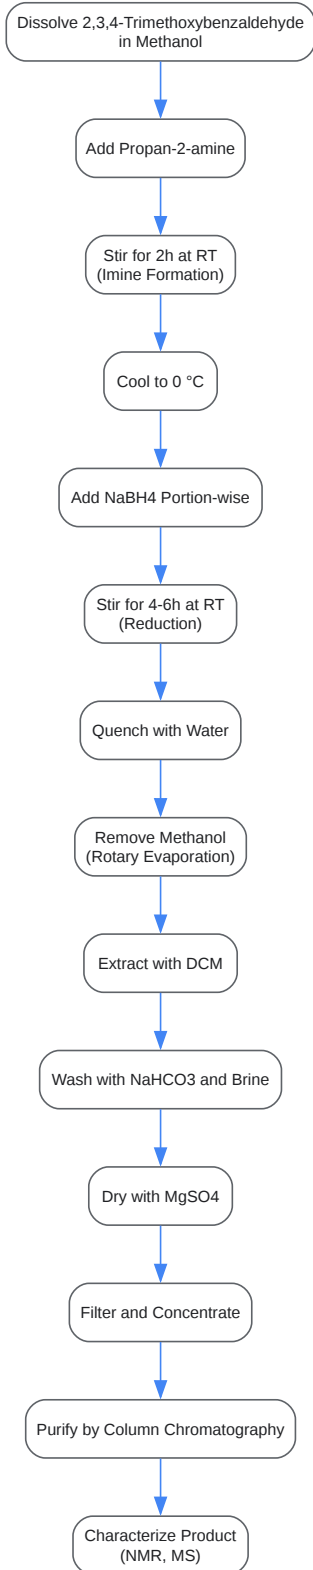 Dissolve 2,3,4-Trimethoxybenzaldehyde
in Methanol
Add Propan-2-amine
Stir for 2h at RT
(Imine Formation)
Cool to 0 °C
Add NaBH4 Portion-wise
Stir for 4-6h at RT
(Reduction)
Quench with Water
Remove Methanol
(Rotary Evaporation)
Extract with DCM
Wash with NaHCO3 and Brine
Dry with MgSO4
Filter and Concentrate
Purify by Column Chromatography
Characterize Product
(NMR, MS)